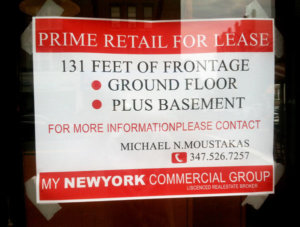 PRIME RETAIL FOR LEASE
131 FEET OF FRONTAGE
GROUND FLOOR
PLUS BASEMENT
FOR MORE INFORMATIONPLEASE CONTACT
MICHAEL N.MOUSTAKAS
347.526.7257
MY NEWYORK COMMERCIAL GROUP
LISCENCED REALESTATE BROKER